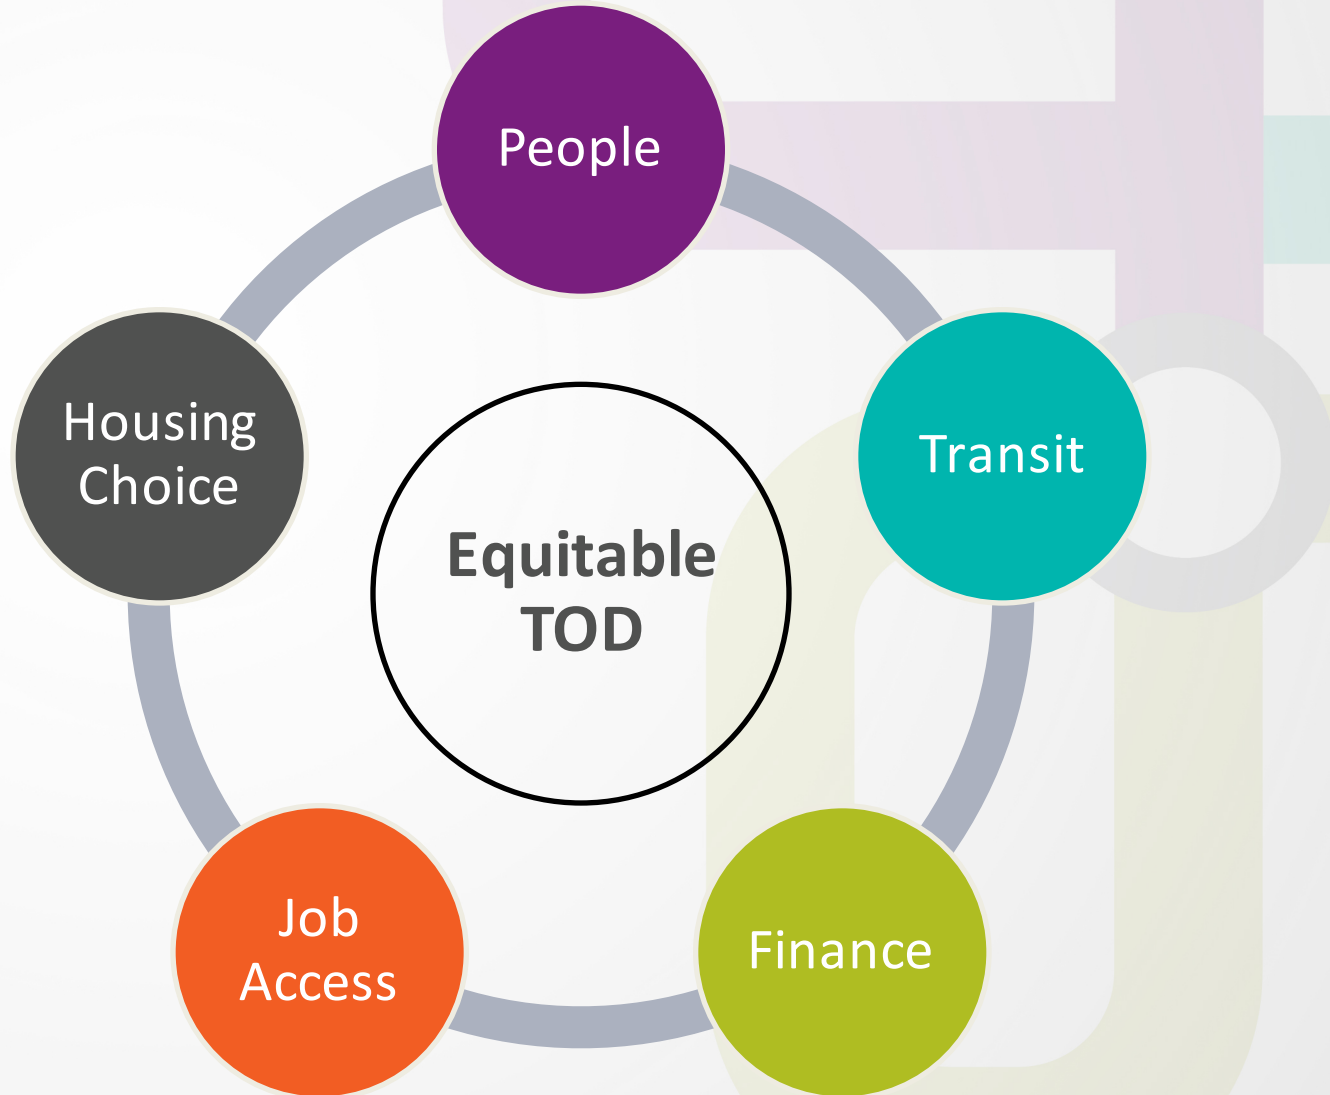 People
Transit
Housing
Choice
Equitable
TOD
Job
Access
Finance